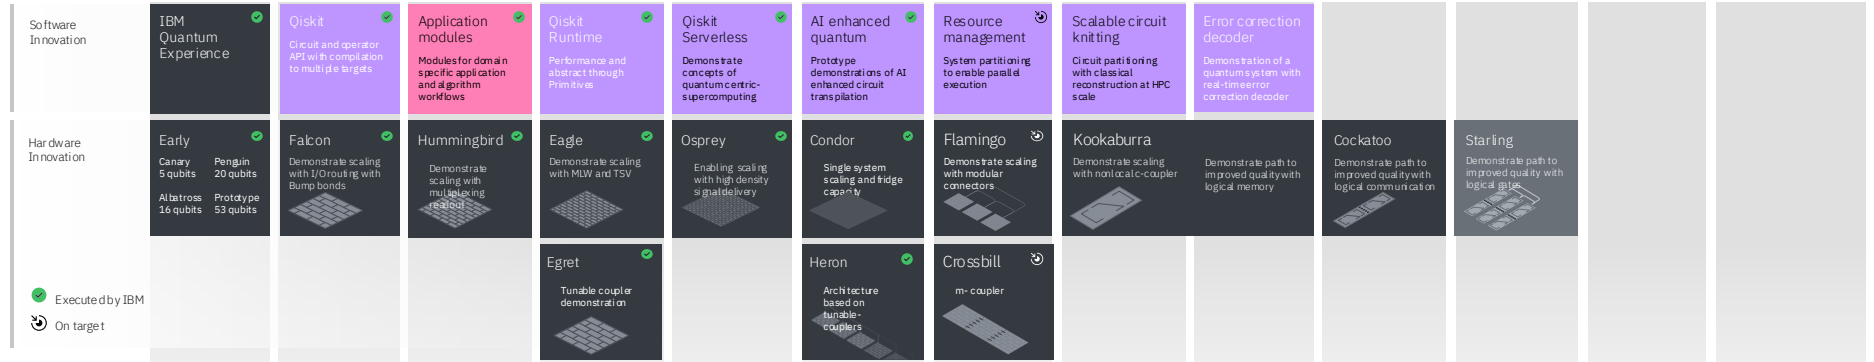 Software
Innovation
IBM
Quantum
Experience
Qiskit
Circuit and operator
API with compilation
to multiple targets
Application
modules
Modules for domain
specific application
and algorithm
workflows
Qiskit
Runtime
Performance and
abstract through
Primitives
Qiskit
Serverless
Demonstrate
concepts of
quantum centric-
supercomputing
AI enhanced
quantum
Prototype
demonstrations of AI
enhanced circuit
transpilation
Resource
management
System partitioning
to enable parallel
execution
Scalable circuit
knitting
Circuit partitioning
with classical
reconstruction at HPC
scale
Error correction
decoder
Demonstration of a
quantum system with
real-time error
correction decoder
Hardware
Innovation
Early
Canary
5 qubits
Penguin
20 qubits
Albatross
16 qubits
Prototype
53 qubits
Falcon
Demonstrate scaling
with I/O routing with
Bump bonds
Hummingbird
Demonstrate
scaling with
multiplexing
readout
Eagle
Demonstrate scaling
with MLW and TSV
Osprey
Enabling scaling
with high density
signal delivery
Condor
Single system
scaling and fridge
capacity
Flamingo
Demonstrate scaling
with modular
connectors
Kookaburra
Demonstrate scaling
with nonlocal c-coupler
Demonstrate path to
improved quality with
logical memory
Cockatoo
Demonstrate path to
improved quality with
logical communication
Starling
Demonstrate path to
improved quality with
logical gates
Egret
Tunable coupler
demonstration
Heron
Architecture
based on
tunable-
couplers
Crossbill
m- coupler
Executed by IBM
On target